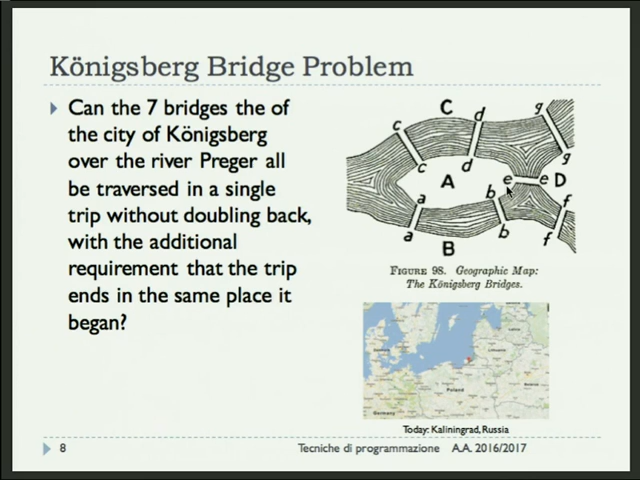 Königsberg Bridge Problem
Can the 7 bridges the of
the city of Königsberg
over the river Preger all
be traversed in a single
trip without doubling back,
with the additional
requirement that the trip
ends in the same place it
began?
C
c
d
g
c
d
g
A
e
e
D
a
b
f
a
b
f
B
FIGURE 98. Geographic Map:
The Königsberg Bridges.
Poland
Germany
Today: Kaliningrad, Russia
8
Tecniche di programmazione A.A. 2016/2017